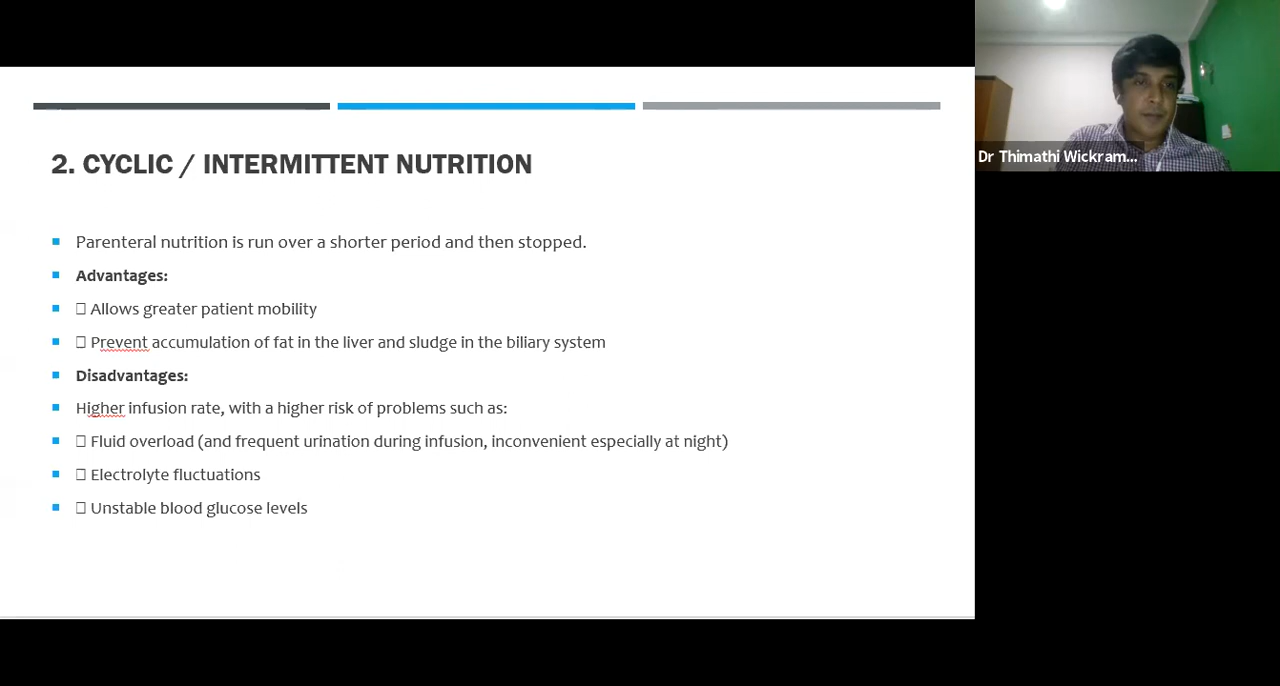 2. CYCLIC / INTERMITTENT NUTRITION
Parenteral nutrition is run over a shorter period and then stopped.
Advantages:
Allows greater patient mobility
Prevent accumulation of fat in the liver and sludge in the biliary system
Disadvantages:
Higher infusion rate, with a higher risk of problems such as:
Fluid overload (and frequent urination during infusion, inconvenient especially at night)
Electrolyte fluctuations
Unstable blood glucose levels
Dr Thimathi Wickram...